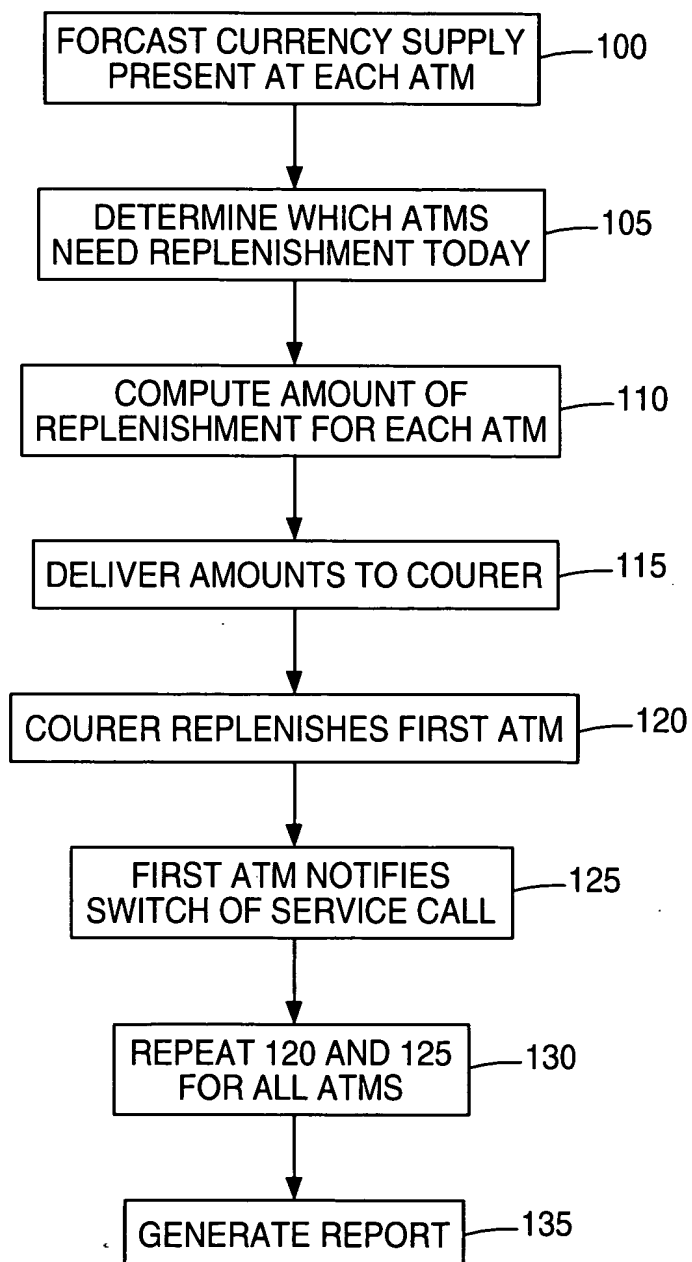 FORCAST CURRENCY SUPPLY
PRESENT AT EACH ATM
100
DETERMINE WHICH ATMS
NEED REPLENISHMENT TODAY
105
COMPUTE AMOUNT OF
REPLENISHMENT FOR EACH ATM
110
DELIVER AMOUNTS TO COURER
115
COURER REPLENISHES FIRST ATM
120
FIRST ATM NOTIFIES
SWITCH OF SERVICE CALL
125
REPEAT 120 AND 125
FOR ALL ATMS
130
GENERATE REPORT
135